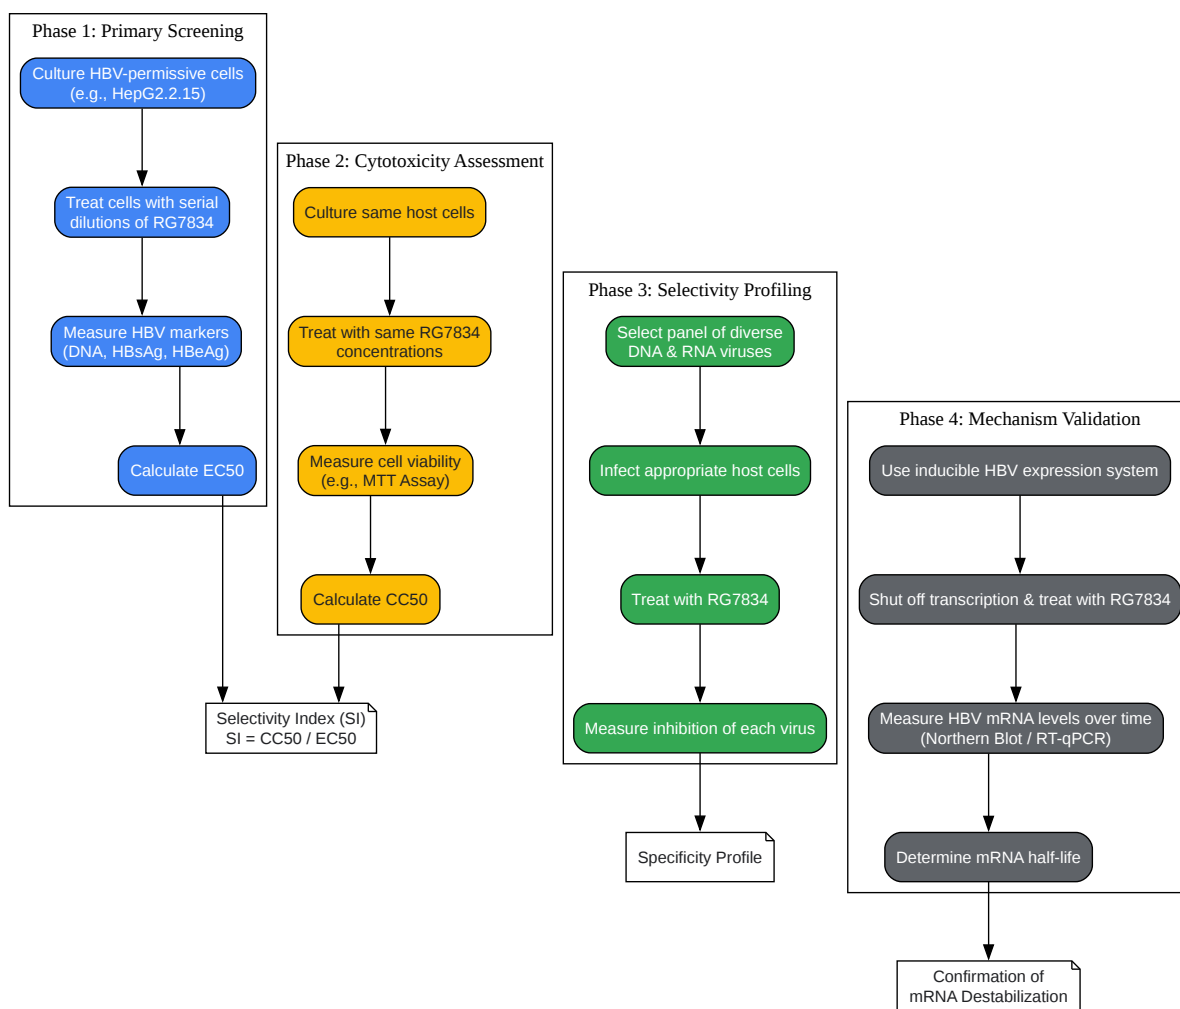 Phase 1: Primary Screening
Culture HBV-permissive cells
(e.g., HepG2.2.15)
Treat cells with serial
dilutions of RG7834
Measure HBV markers
(DNA, HBsAg, HBeAg)
Calculate EC50
Phase 2: Cytotoxicity Assessment
Culture same host cells
Treat with same RG7834
concentrations
Measure cell viability
(e.g., MTT Assay)
Calculate CC50
Selectivity Index (SI)
SI = CC50 / EC50
Phase 3: Selectivity Profiling
Select panel of diverse
DNA & RNA viruses
Infect appropriate host cells
Treat with RG7834
Measure inhibition of each virus
Specificity Profile
Phase 4: Mechanism Validation
Use inducible HBV expression system
Shut off transcription & treat with RG7834
Measure HBV mRNA levels over time
(Northern Blot / RT-qPCR)
Determine mRNA half-life
Confirmation of
mRNA Destabilization